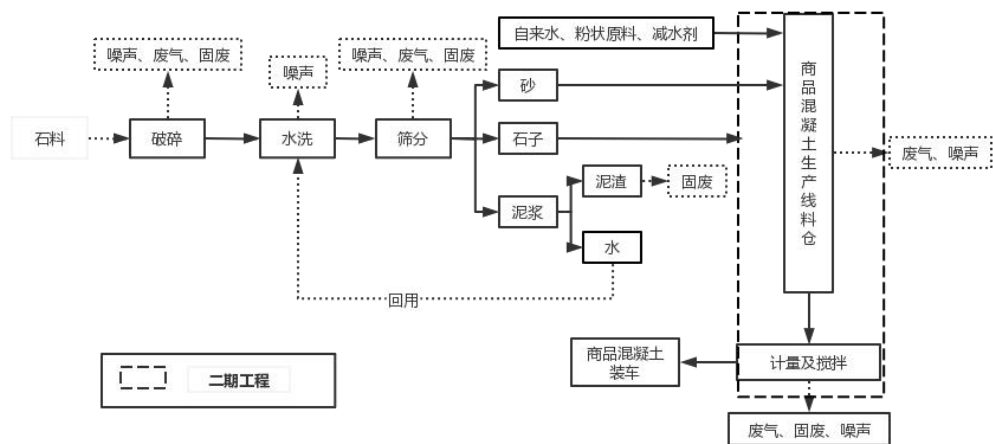 自来水、粉状原料、减水剂
噪声、废气、固废
噪声
噪声、废气、固废
商品混凝土生产线料仓
砂
石料
破碎
水洗
筛分
石子
废气、噪声
泥渣
固废
泥浆
水
回用
商品混凝土
装车
计量及搅拌
二期工程
废气、固废、噪声